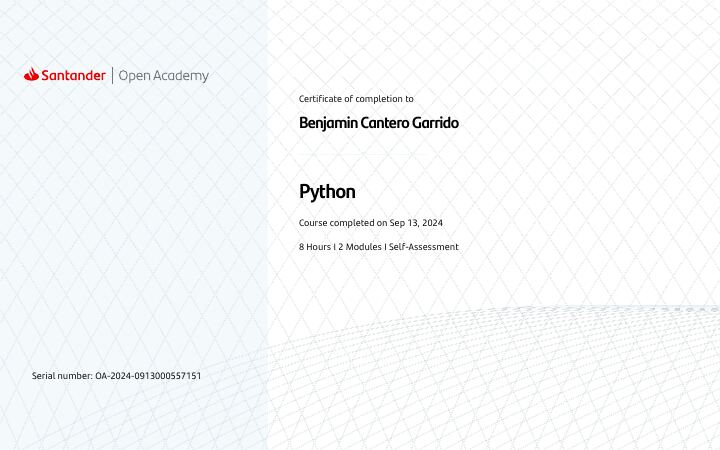 Santander | Open Academy
Certificate of completion to
Benjamin Cantero Garrido
Python
Course completed on Sep 13, 2024
8 Hours I 2 Modules I Self-Assessment
Serial number: OA-2024-0913000557151